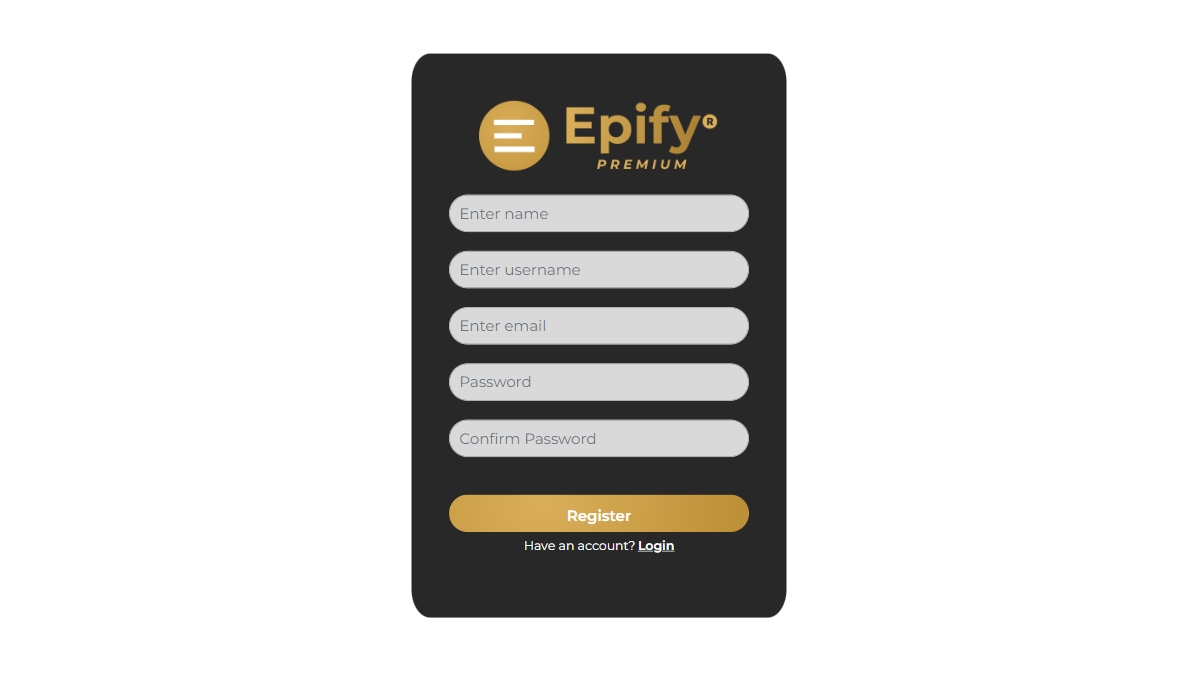 Epify®
PREMIUM
Enter name
Enter username
Enter email
Password
Confirm Password
Register
Have an account? Login